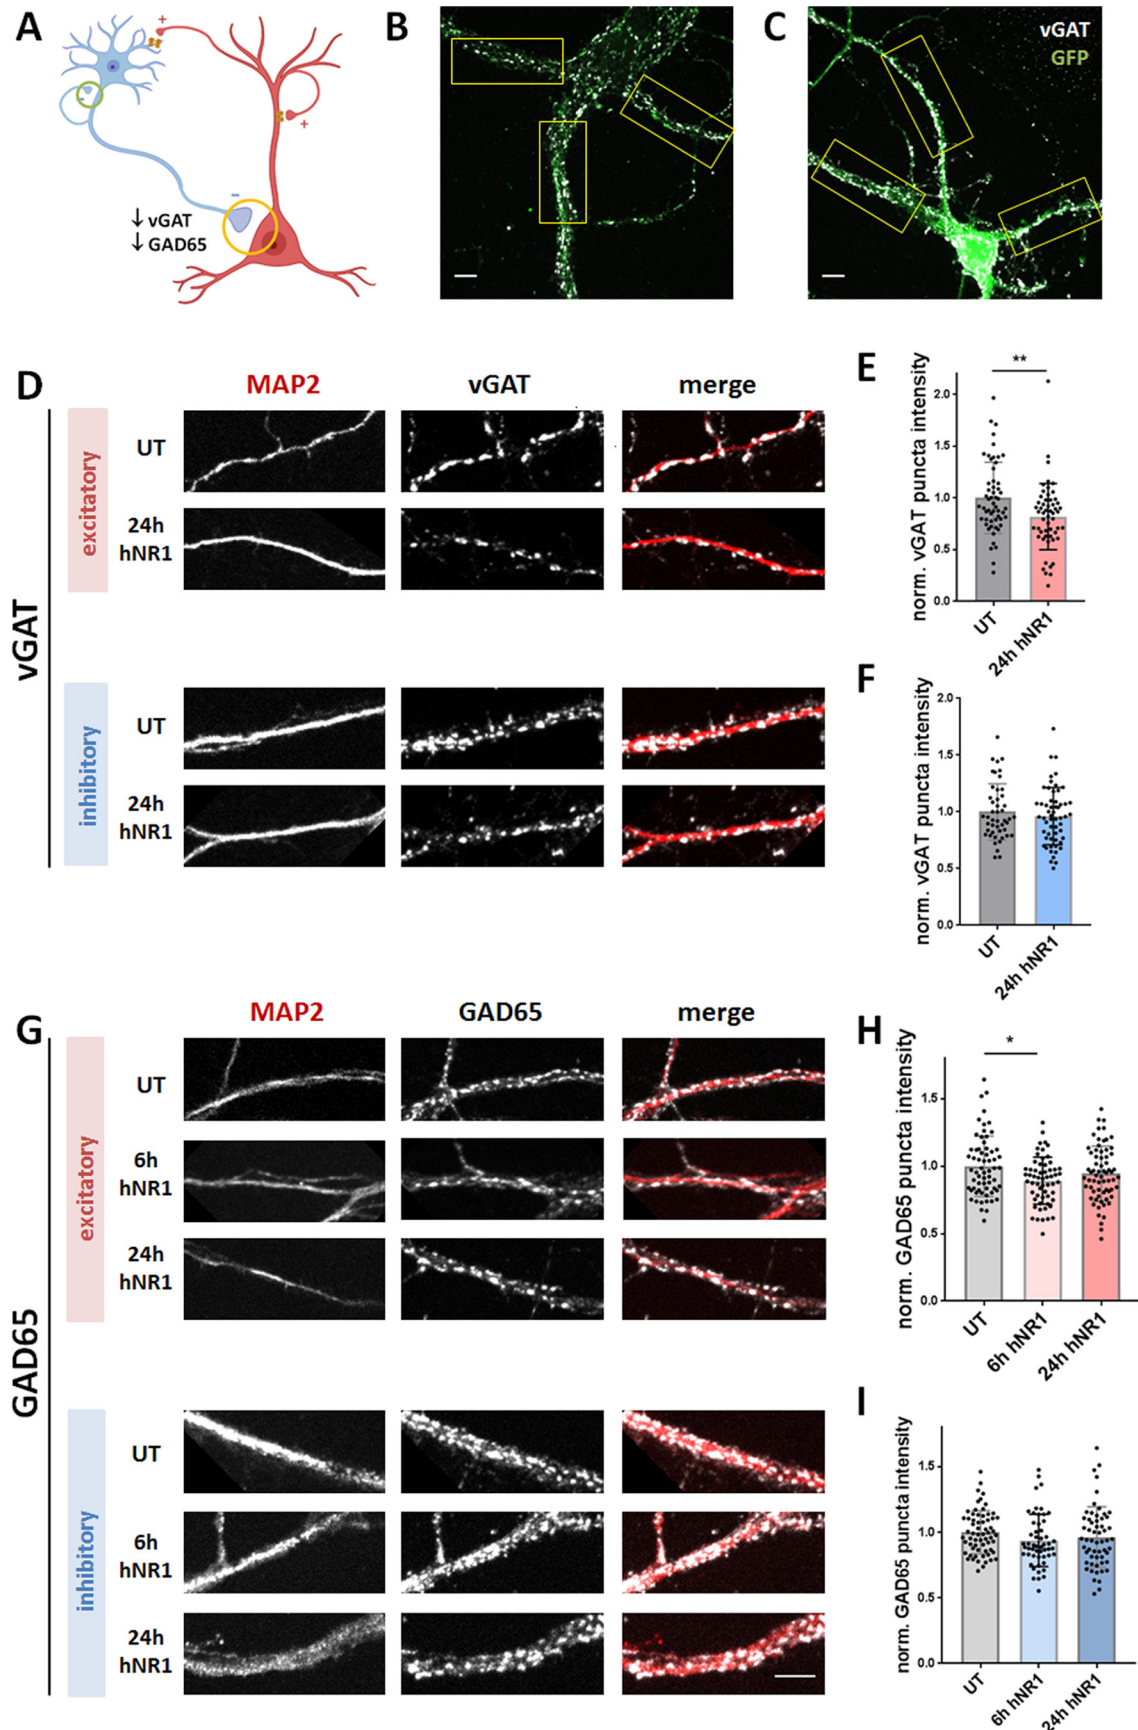 A
+
+
-
-
↓ vGAT
↓ GAD65
B
C
vGAT
GFP
D
MAP2
vGAT
merge
vGAT
excitatory
UT
24h
hNR1
inhibitory
UT
24h
hNR1
E
**
norm. vGAT puncta intensity
2.0
1.5
1.0
0.5
0.0
UT
24h hNR1
F
norm. vGAT puncta intensity
2.0
1.5
1.0
0.5
0.0
UT
24h hNR1
G
MAP2
GAD65
merge
GAD65
excitatory
UT
6h
hNR1
24h
hNR1
inhibitory
UT
6h
hNR1
24h
hNR1
H
*
norm. GAD65 puncta intensity
1.5
1.0
0.5
0.0
UT
6h hNR1
24h hNR1
I
norm. GAD65 puncta intensity
1.5
1.0
0.5
0.0
UT
6h hNR1
24h hNR1